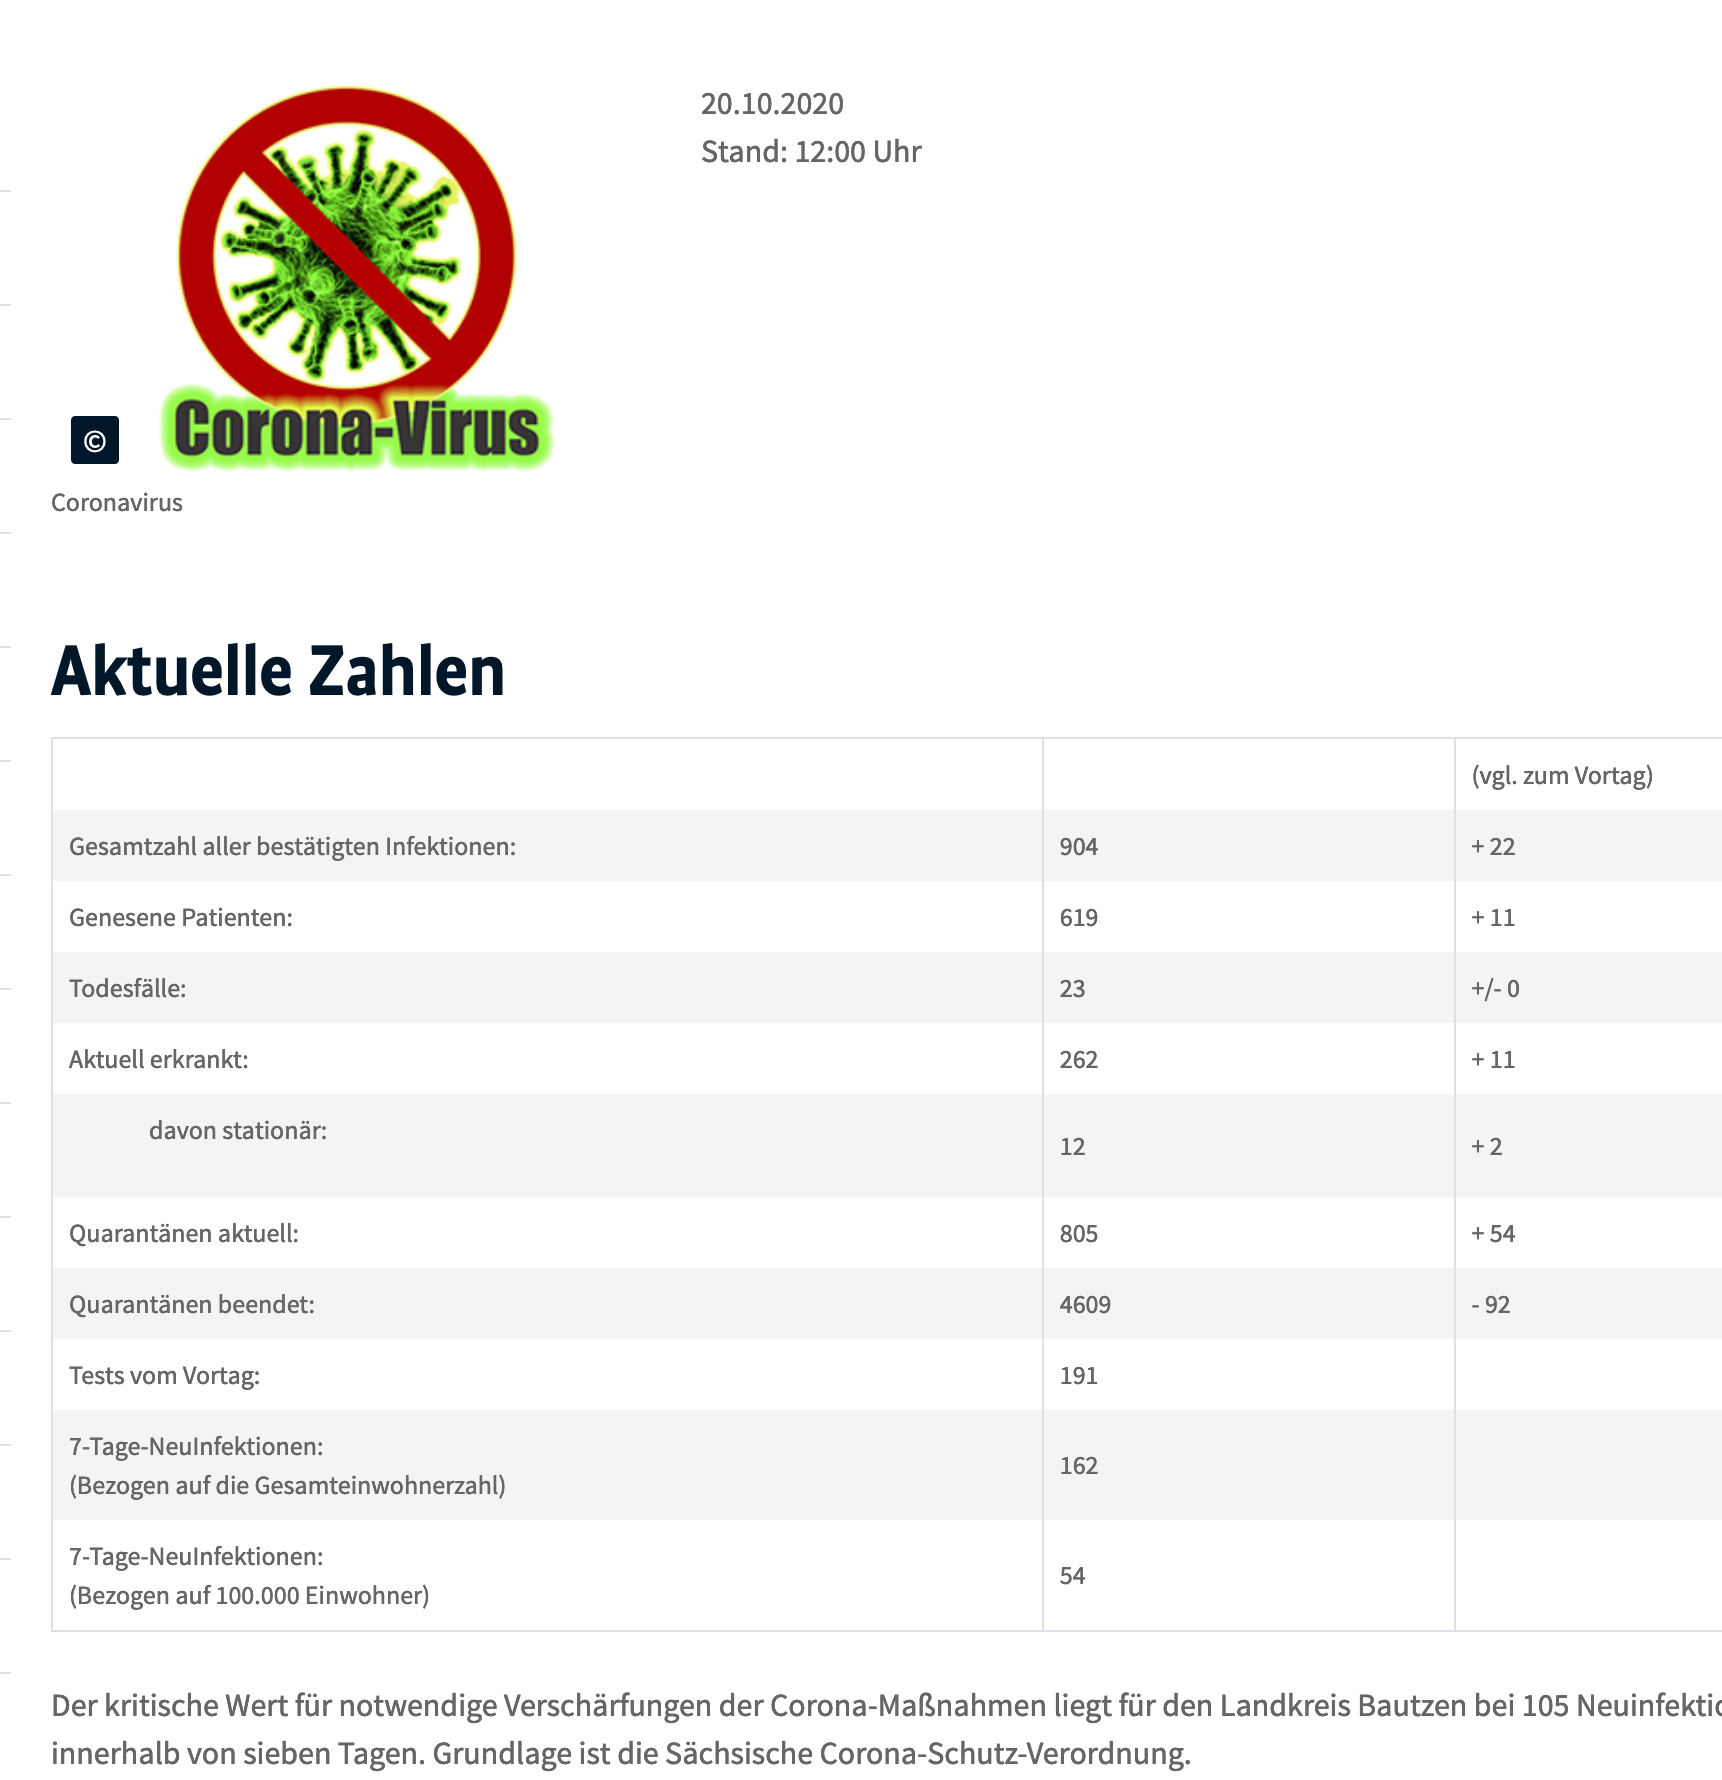 20.10.2020
Stand: 12:00 Uhr
Corona-Virus
©
Coronavirus
Aktuelle Zahlen
(vgl. zum Vortag)
Gesamtzahl aller bestätigten Infektionen: 904 + 22
Genesene Patienten: 619 + 11
Todesfälle: 23 +/- 0
Aktuell erkrankt: 262 + 11
davon stationär: 12 + 2
Quarantänen aktuell: 805 + 54
Quarantänen beendet: 4609 - 92
Tests vom Vortag: 191
7-Tage-NeuInfektionen:
(Bezogen auf die Gesamteinwohnerzahl) 162
7-Tage-NeuInfektionen:
(Bezogen auf 100.000 Einwohner) 54
Der kritische Wert für notwendige Verschärfungen der Corona-Maßnahmen liegt für den Landkreis Bautzen bei 105
innerhalb von sieben Tagen. Grundlage ist die Sächsische Corona-Schutz-Verordnung.